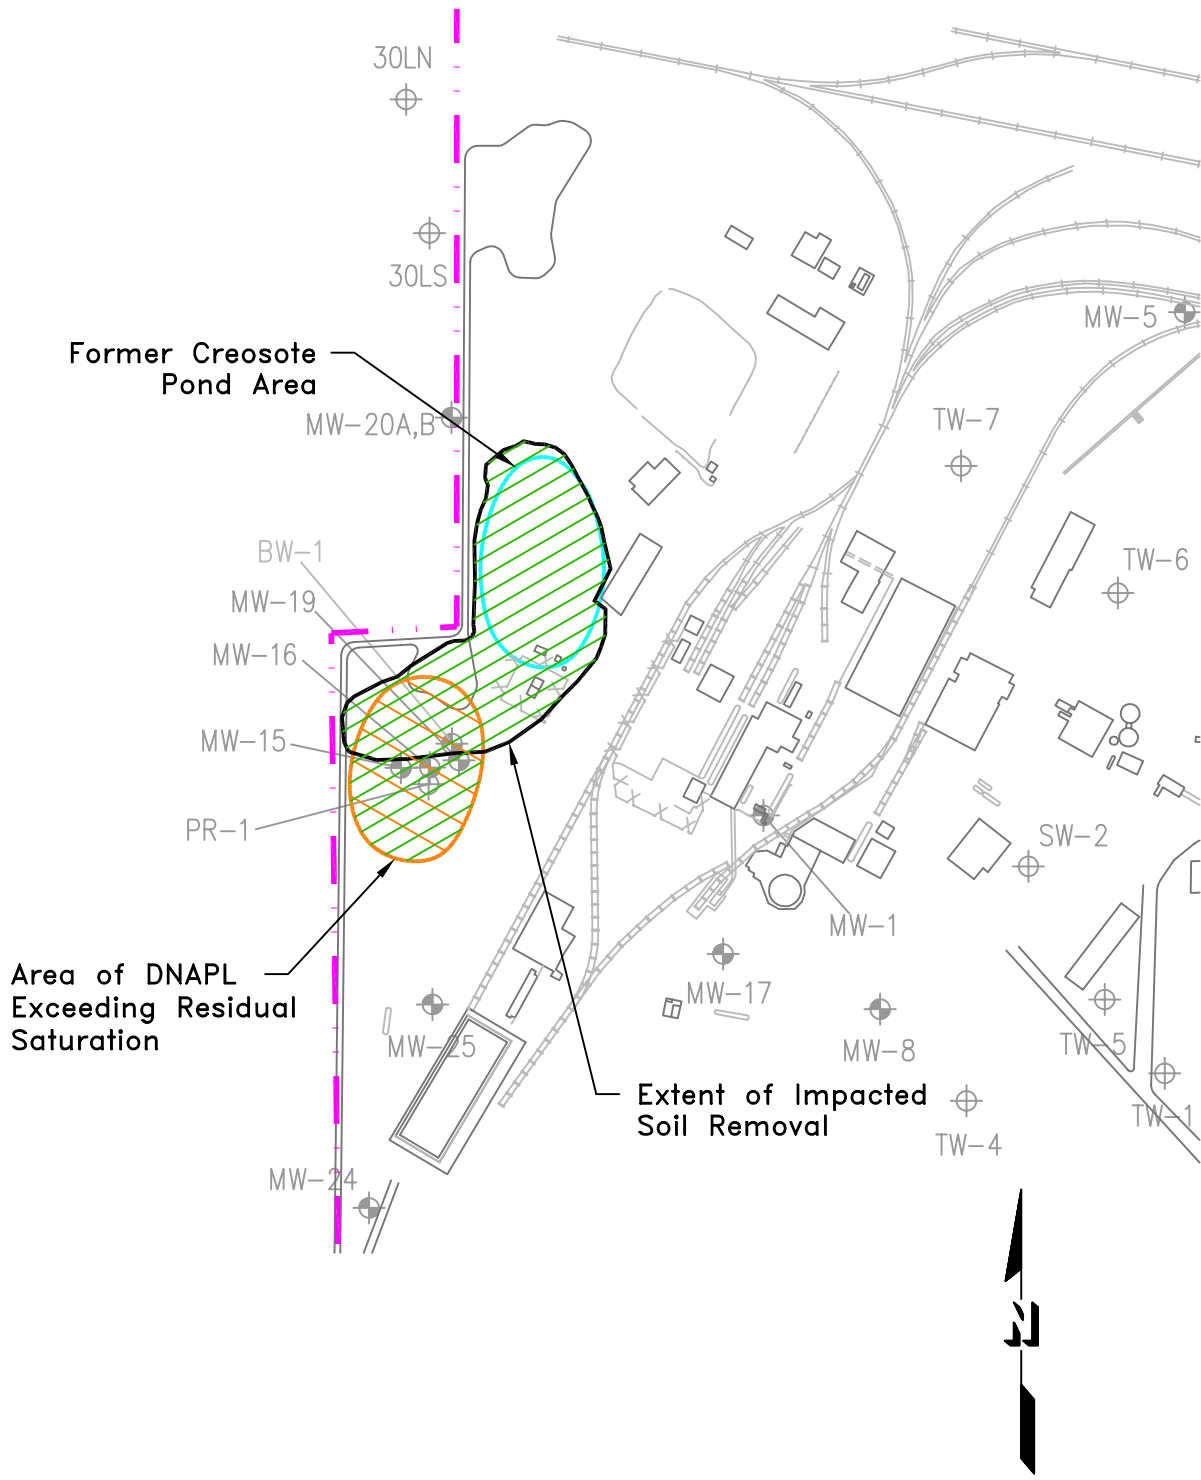 30LN
30LS
MW-5
Former Creosote
Pond Area
MW-20A,B
TW-7
BW-1
TW-6
MW-19
MW-16
MW-15
PR-1
SW-2
MW-1
Area of DNAPL
Exceeding Residual
Saturation
MW-17
MW-25
MW-8
TW-5
Extent of Impacted
Soil Removal
TW-1
TW-4
MW-24
N